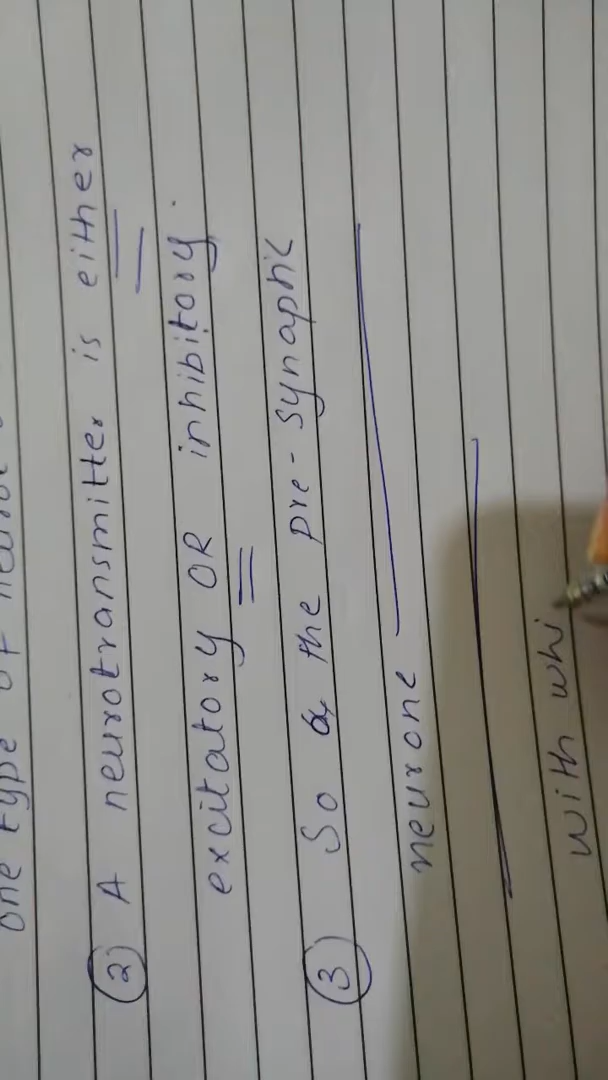 one type of
② A neurotransmitter is either
excitatory OR inhibitory.
③ So the pre-synaptic
neurone
with whi